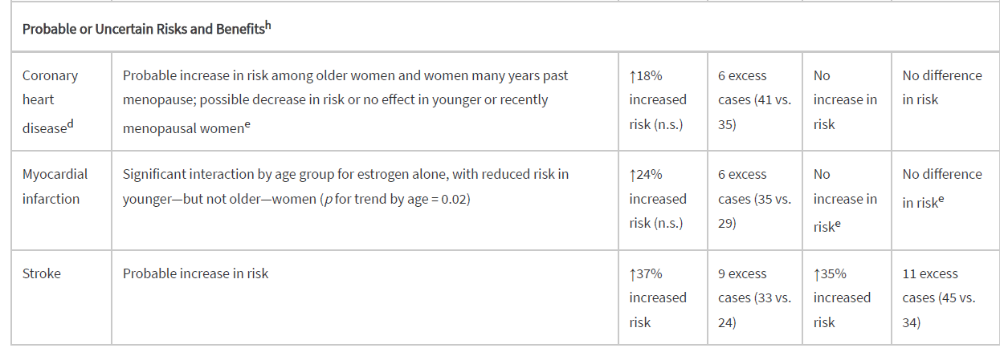 Probable or Uncertain Risks and Benefitsh
Coronary heart diseased
Probable increase in risk among older women and women many years past menopause; possible decrease in risk or no effect in younger or recently menopausal womene
↑18% increased risk (n.s.)
6 excess cases (41 vs. 35)
No increase in risk
No difference in risk
Myocardial infarction
Significant interaction by age group for estrogen alone, with reduced risk in younger—but not older—women (p for trend by age = 0.02)
↑24% increased risk (n.s.)
6 excess cases (35 vs. 29)
No increase in riske
No difference in riske
Stroke
Probable increase in risk
↑37% increased risk
9 excess cases (33 vs. 24)
↑35% increased risk
11 excess cases (45 vs. 34)